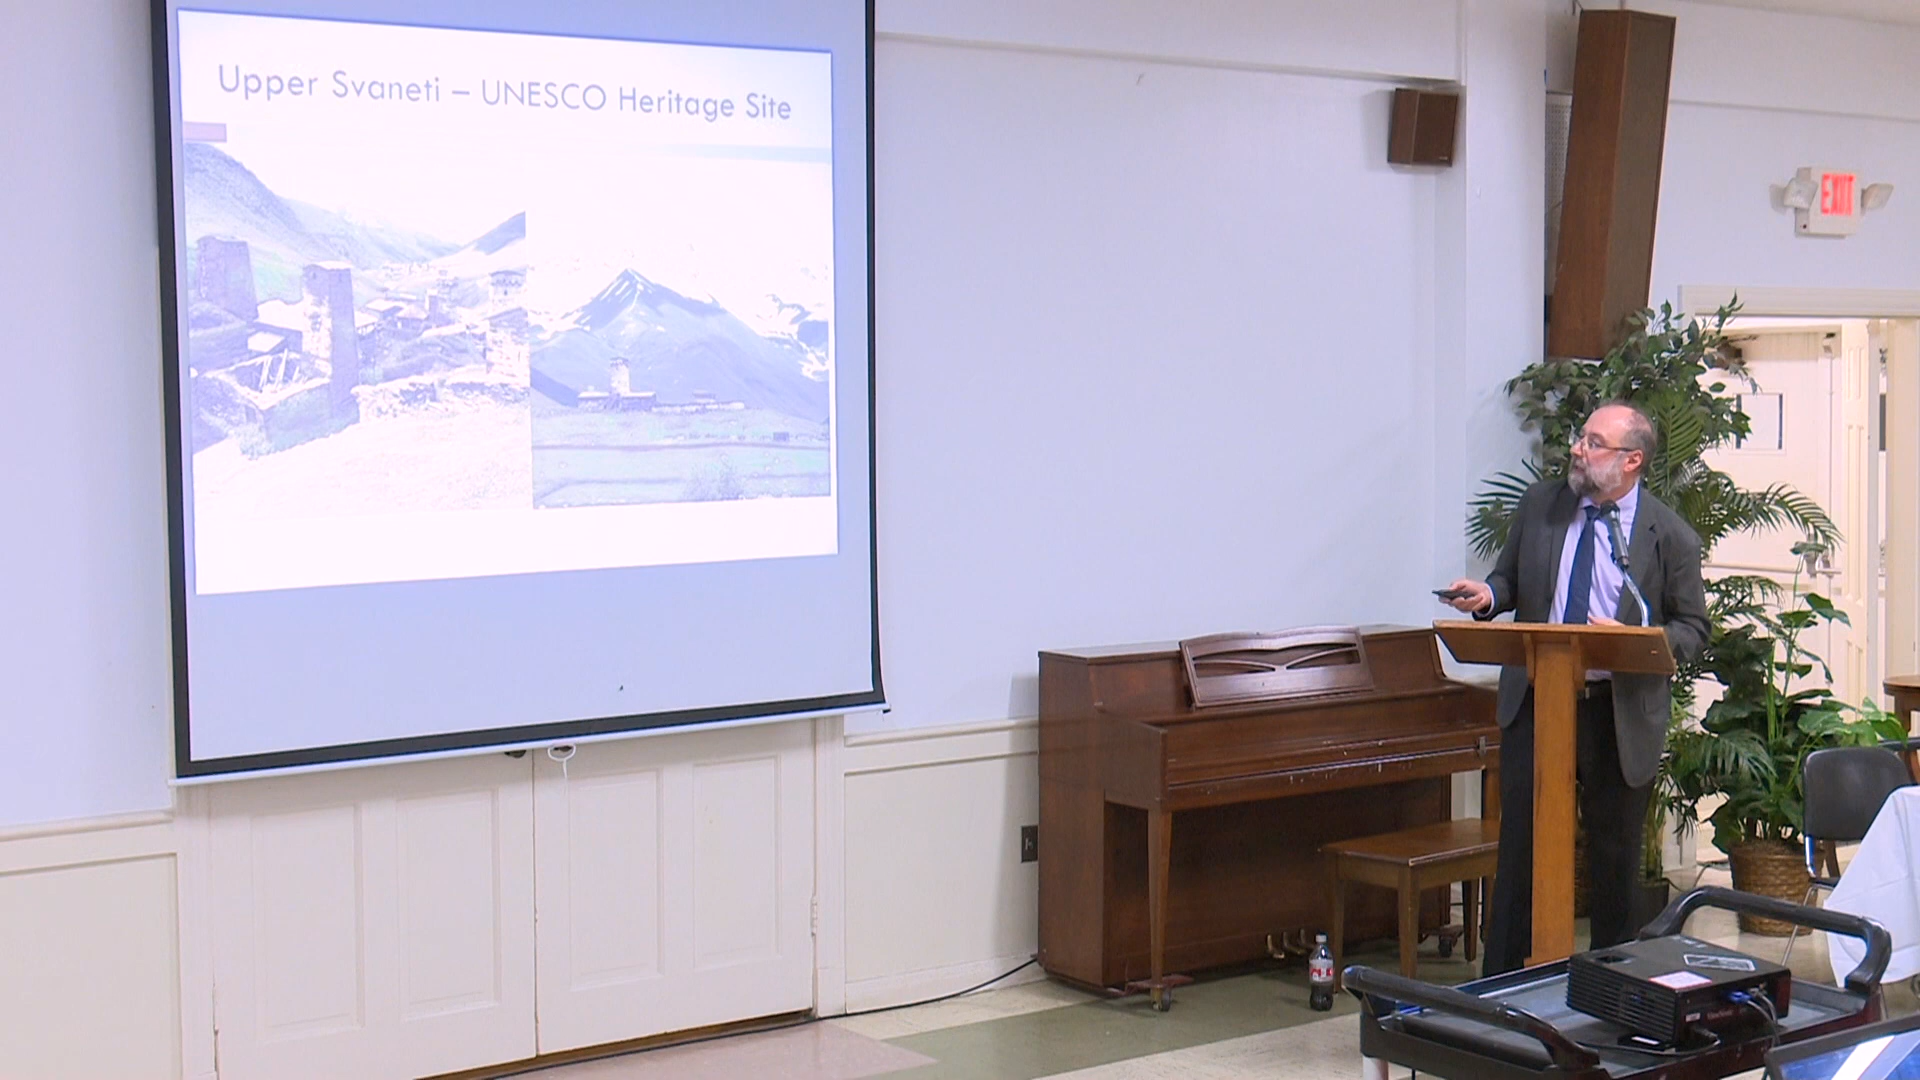 Upper Svaneti – UNESCO Heritage Site
EXIT